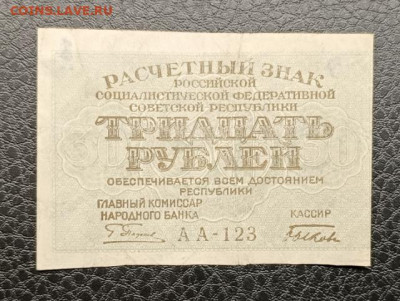 COINS.LAVE.RU
РАСЧЕТНЫЙ ЗНАК
РОССИЙСКОЙ
СОЦИАЛИСТИЧЕСКОЙ ФЕДЕРАТИВНОЙ
СОВЕТСКОЙ РЕСПУБЛИКИ
ТРИДЦАТЬ
РУБЛЕЙ
ОБЕСПЕЧИВАЕТСЯ ВСЕМ ДОСТОЯНИЕМ
РЕСПУБЛИКИ
ГЛАВНЫЙ КОМИССАР
НАРОДНОГО БАНКА
КАССИР
АА-123